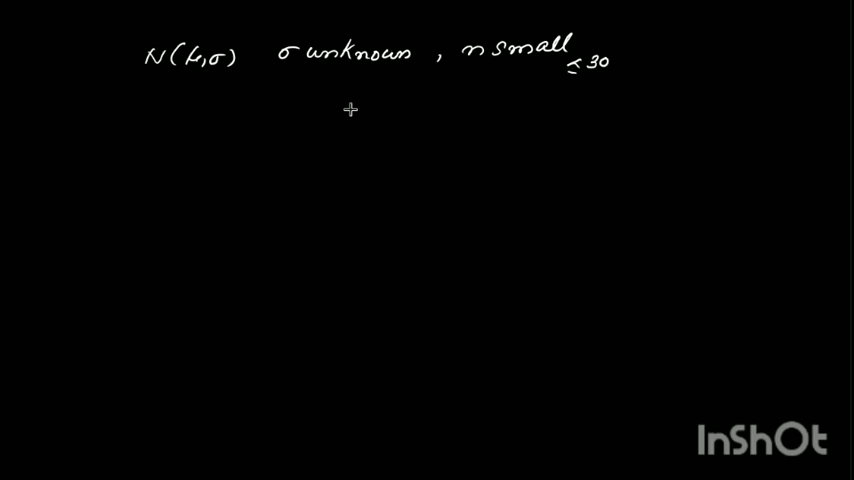 N(μ,σ) σ unknown , n small ≤ 30
InShOt